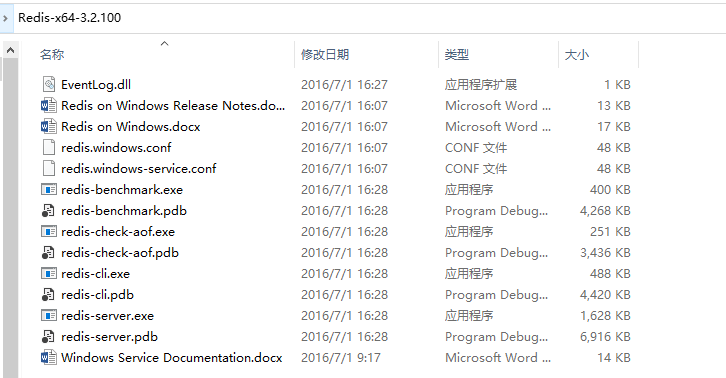 Redis-x64-3.2.100
名称 修改日期 类型 大小
EventLog.dll 2016/7/1 16:27 应用程序扩展 1 KB
Redis on Windows Release Notes.do... 2016/7/1 16:07 Microsoft Word ... 13 KB
Redis on Windows.docx 2016/7/1 16:07 Microsoft Word ... 17 KB
redis.windows.conf 2016/7/1 16:07 CONF 文件 48 KB
redis.windows-service.conf 2016/7/1 16:07 CONF 文件 48 KB
redis-benchmark.exe 2016/7/1 16:28 应用程序 400 KB
redis-benchmark.pdb 2016/7/1 16:28 Program Debug... 4,268 KB
redis-check-aof.exe 2016/7/1 16:28 应用程序 251 KB
redis-check-aof.pdb 2016/7/1 16:28 Program Debug... 3,436 KB
redis-cli.exe 2016/7/1 16:28 应用程序 488 KB
redis-cli.pdb 2016/7/1 16:28 Program Debug... 4,420 KB
redis-server.exe 2016/7/1 16:28 应用程序 1,628 KB
redis-server.pdb 2016/7/1 16:28 Program Debug... 6,916 KB
Windows Service Documentation.docx 2016/7/1 9:17 Microsoft Word ... 14 KB